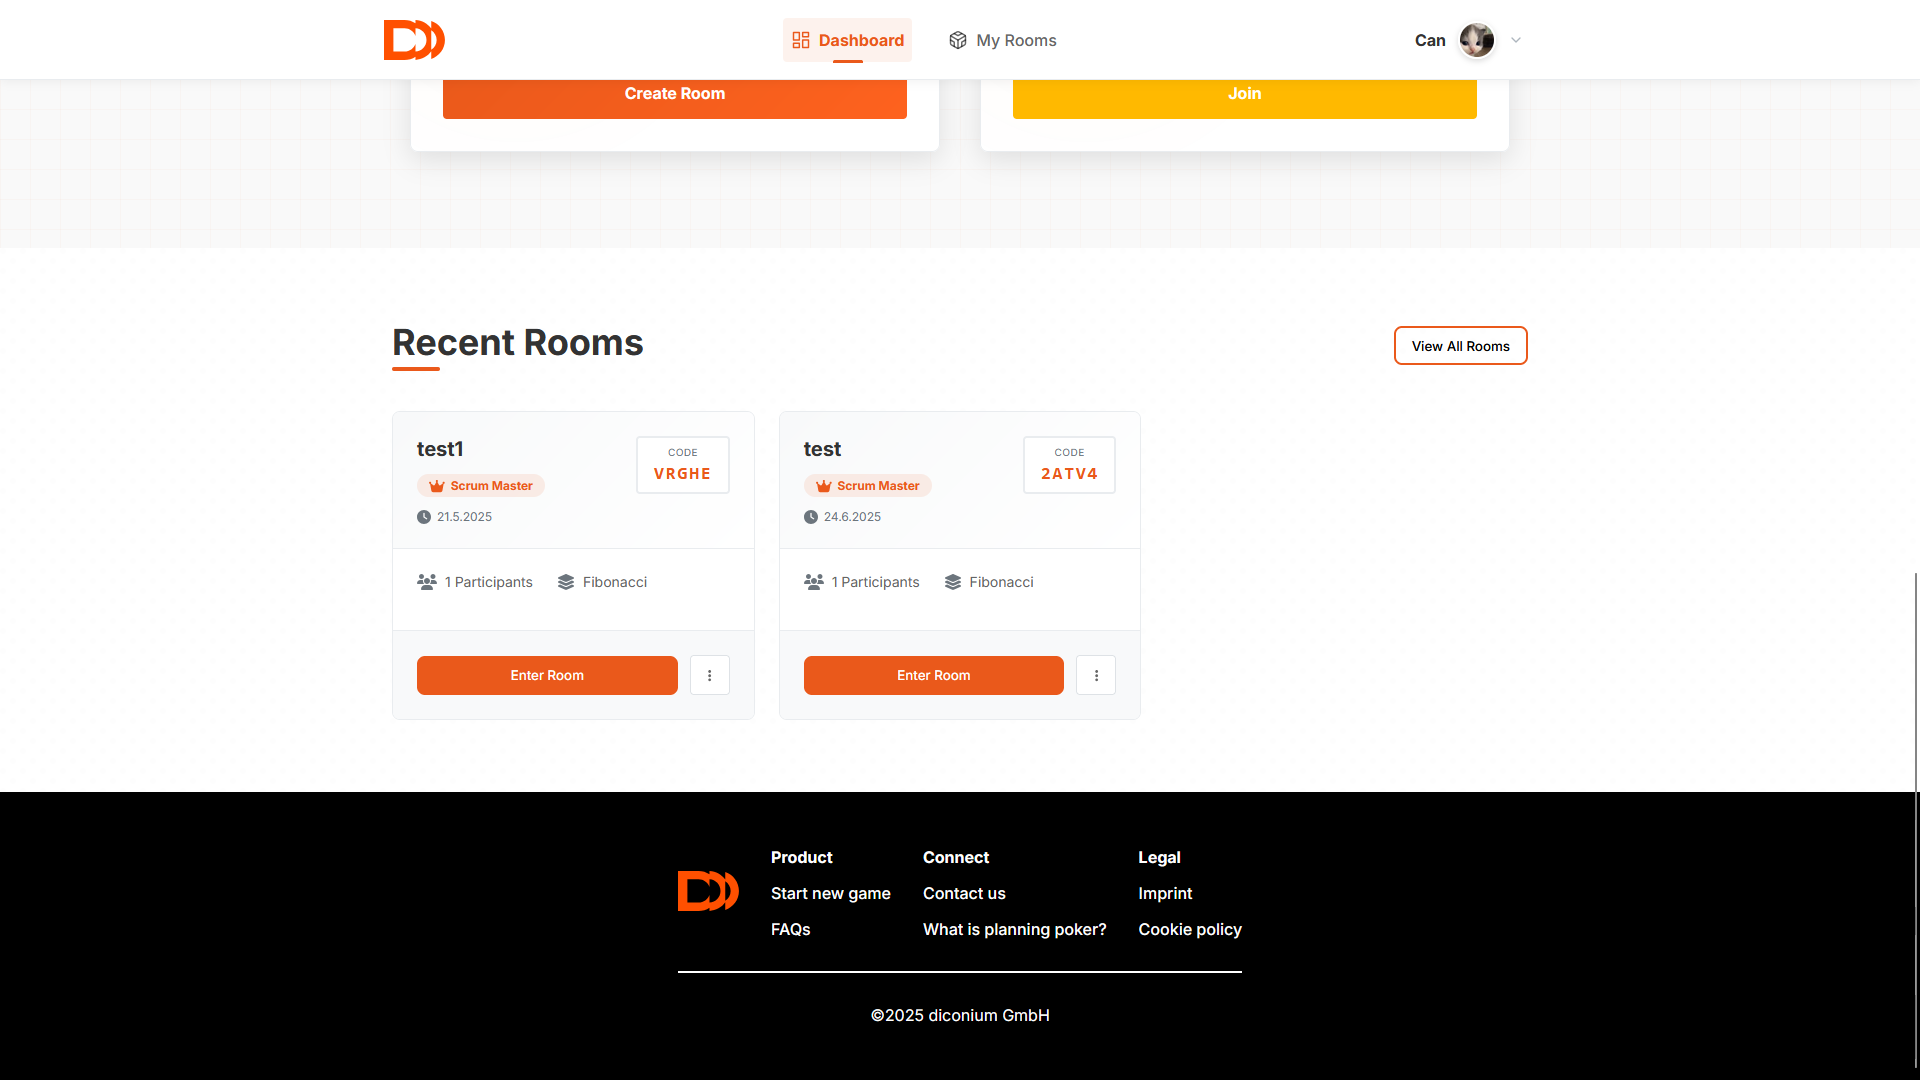 Dashboard
My Rooms
Can
Create Room
Join
Recent Rooms
View All Rooms
test1
CODE
VRGHE
Scrum Master
21.5.2025
1 Participants
Fibonacci
Enter Room
test
CODE
2ATV4
Scrum Master
24.6.2025
1 Participants
Fibonacci
Enter Room
Product
Start new game
FAQs
Connect
Contact us
What is planning poker?
Legal
Imprint
Cookie policy
©2025 diconium GmbH